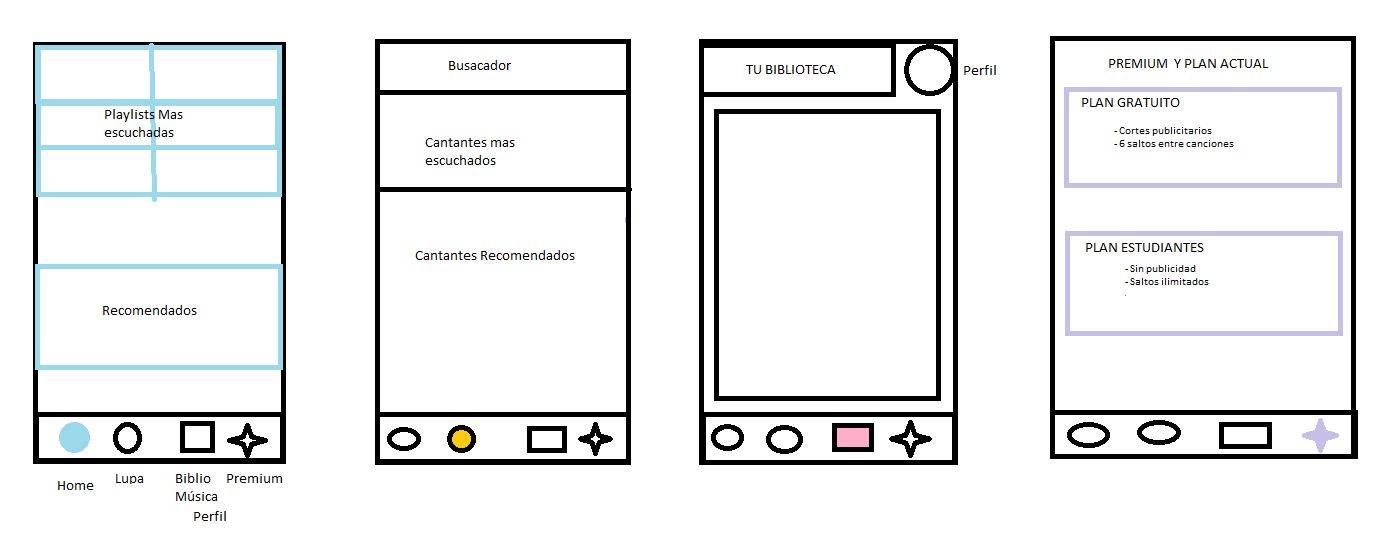 Playlists Mas
escuchadas
Recomendados
Home
Lupa
Biblio
Música
Perfil
Premium
Busacador
Cantantes mas
escuchados
Cantantes Recomendados
TU BIBLIOTECA
Perfil
PREMIUM Y PLAN ACTUAL
PLAN GRATUITO
- Cortes publicitarios
- 6 saltos entre canciones
PLAN ESTUDIANTES
- Sin publicidad
- Saltos ilimitados